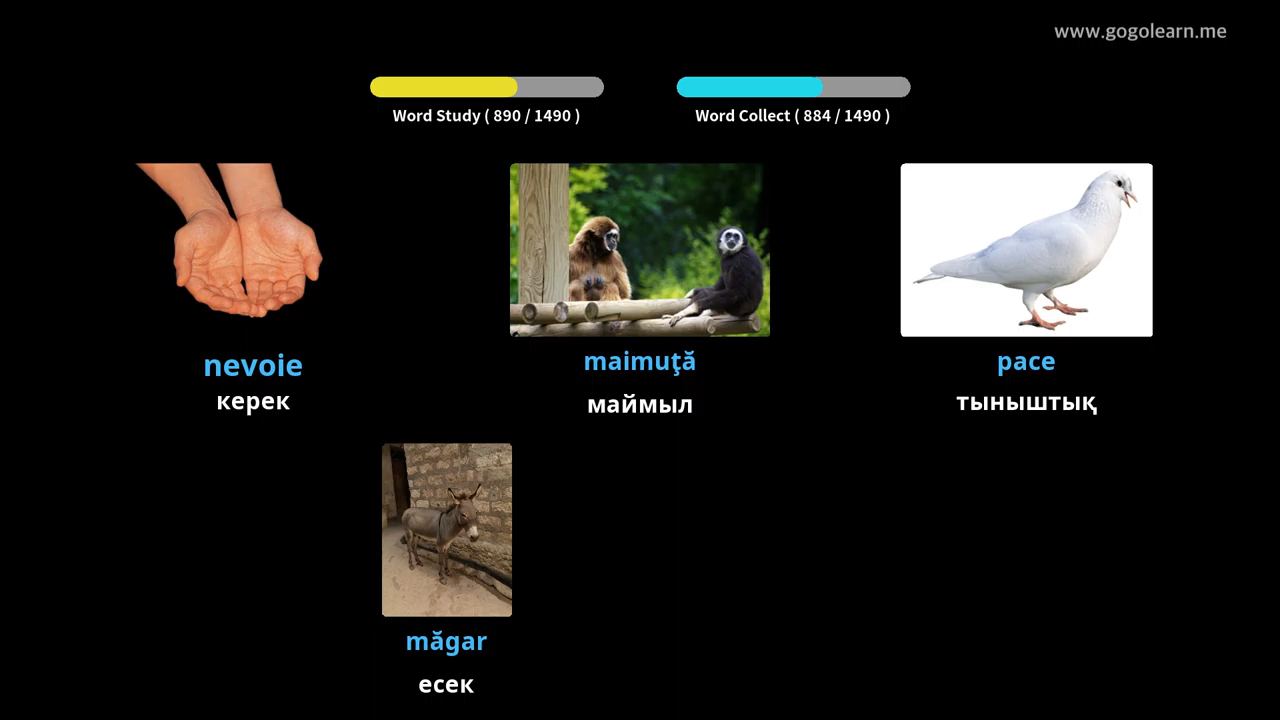 www.gogolearn.me
Word Study ( 890 / 1490 )
Word Collect ( 884 / 1490 )
nevoie
керек
maimuţă
маймыл
pace
тыныштық
măgar
есек